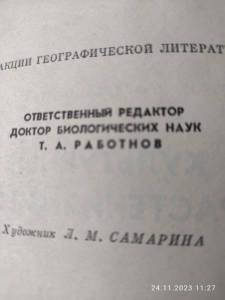 АКЦИИ ГЕОГРАФИЧЕСКОЙ ЛИТЕРАТ
ОТВЕТСТВЕННЫЙ РЕДАКТОР
ДОКТОР БИОЛОГИЧЕСКИХ НАУК
Т. А. РАБОТНОВ
Художник Л. М. САМАРИНА
24.11.2023 11:27